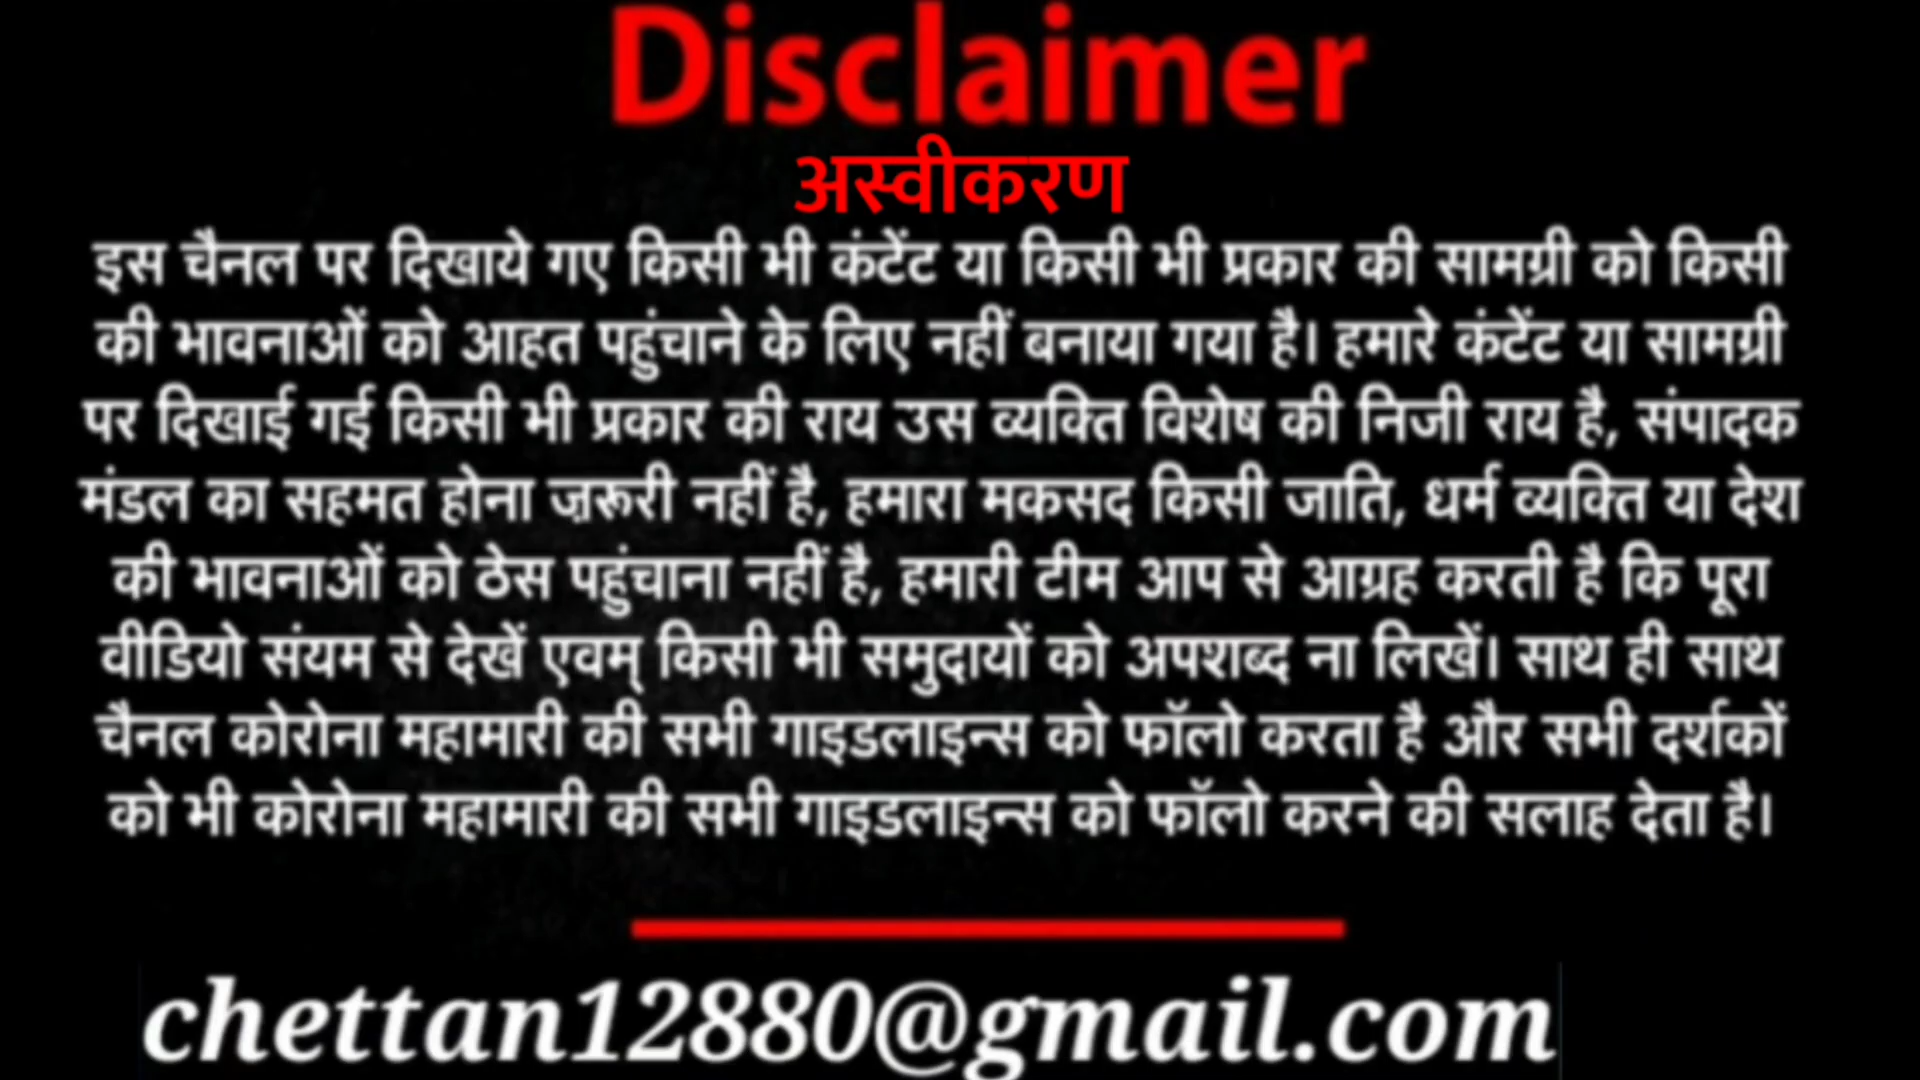 Disclaimer
अस्वीकरण
इस चैनल पर दिखाये गए किसी भी कंटेंट या किसी भी प्रकार की सामग्री को किसी
की भावनाओं को आहत पहुंचाने के लिए नहीं बनाया गया है। हमारे कंटेंट या सामग्री
पर दिखाई गई किसी भी प्रकार की राय उस व्यक्ति विशेष की निजी राय है, संपादक
मंडल का सहमत होना ज़रूरी नहीं है, हमारा मकसद किसी जाति, धर्म व्यक्ति या देश
की भावनाओं को ठेस पहुंचाना नहीं है, हमारी टीम आप से आग्रह करती है कि पूरा
वीडियो संयम से देखें एवम् किसी भी समुदायों को अपशब्द ना लिखें। साथ ही साथ
चैनल कोरोना महामारी की सभी गाइडलाइन्स को फॉलो करता है और सभी दर्शकों
को भी कोरोना महामारी की सभी गाइडलाइन्स को फॉलो करने की सलाह देता है।
chettan12880@gmail.com